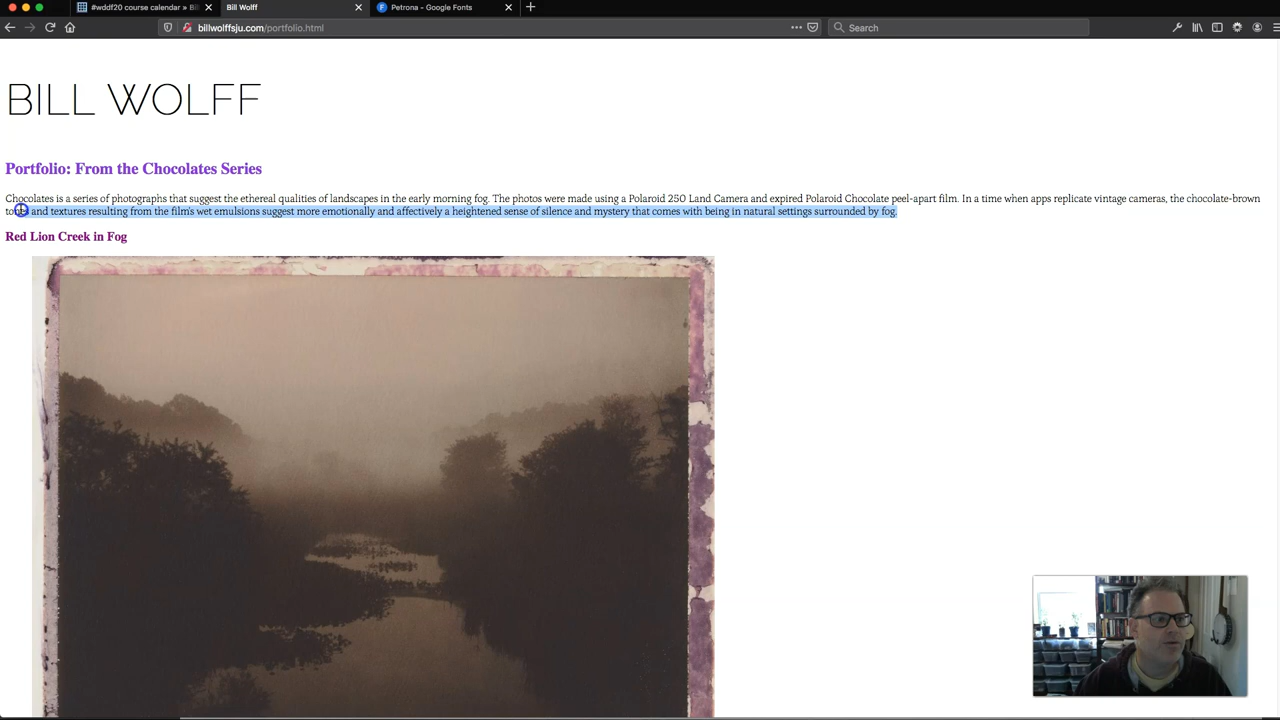 #wddf20 course calendar » Bil
Bill Wolff
Petrona - Google Fonts
billwolffsju.com/portfolio.html
Search
BILL WOLFF
Portfolio: From the Chocolates Series
Chocolates is a series of photographs that suggest the ethereal qualities of landscapes in the early morning fog. The photos were made using a Polaroid 250 Land Camera and expired Polaroid Chocolate peel-apart film. In a time when apps replicate vintage cameras, the chocolate-brown
tones and textures resulting from the film's wet emulsions suggest more emotionally and affectively a heightened sense of silence and mystery that comes with being in natural settings surrounded by fog.
Red Lion Creek in Fog